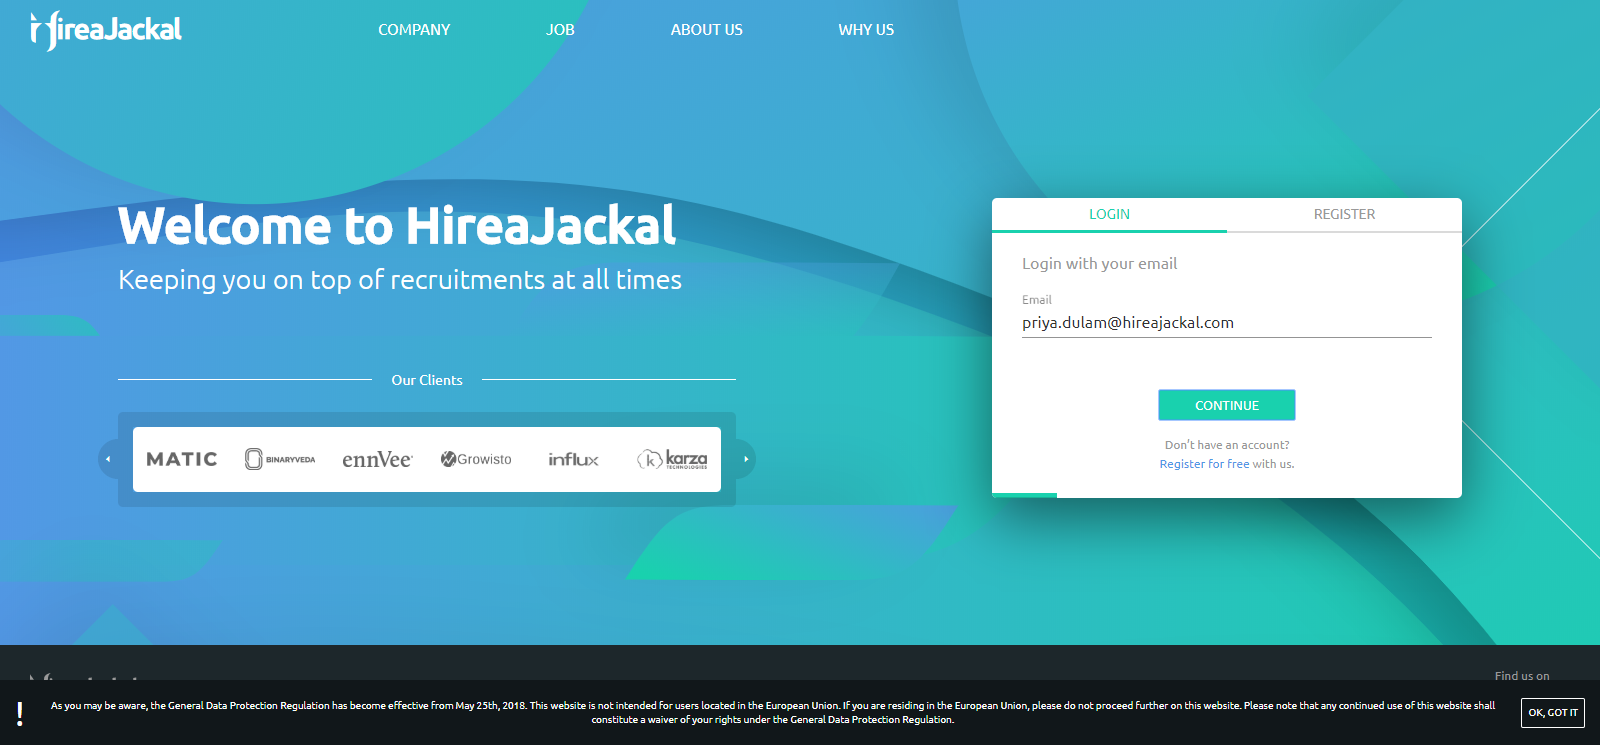 HireaJackal
COMPANY
JOB
ABOUT US
WHY US
Welcome to HireaJackal
Keeping you on top of recruitments at all times
Our Clients
MATIC
BINARYVEDA
ennVee
Growisto
influx
k karza
TECHNOLOGIES
LOGIN
REGISTER
Login with your email
Email
priya.dulam@hireajackal.com
CONTINUE
Don't have an account?
Register for free with us.
Find us on
! As you may be aware, the General Data Protection Regulation has become effective from May 25th, 2018. This website is not intended for users located in the European Union. If you are residing in the European Union, please do not proceed further on this website. Please note that any continued use of this website shall
constitute a waiver of your rights under the General Data Protection Regulation.
OK, GOT IT